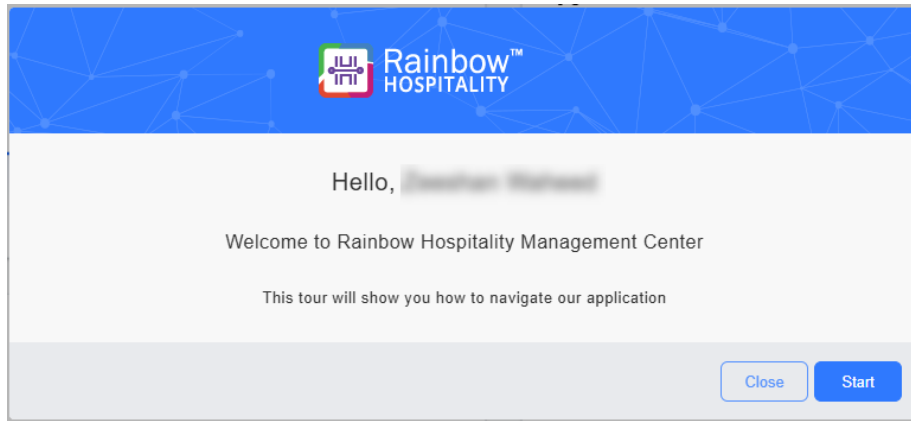 Rainbow™
HOSPITALITY
Hello,
Welcome to Rainbow Hospitality Management Center
This tour will show you how to navigate our application
Close
Start